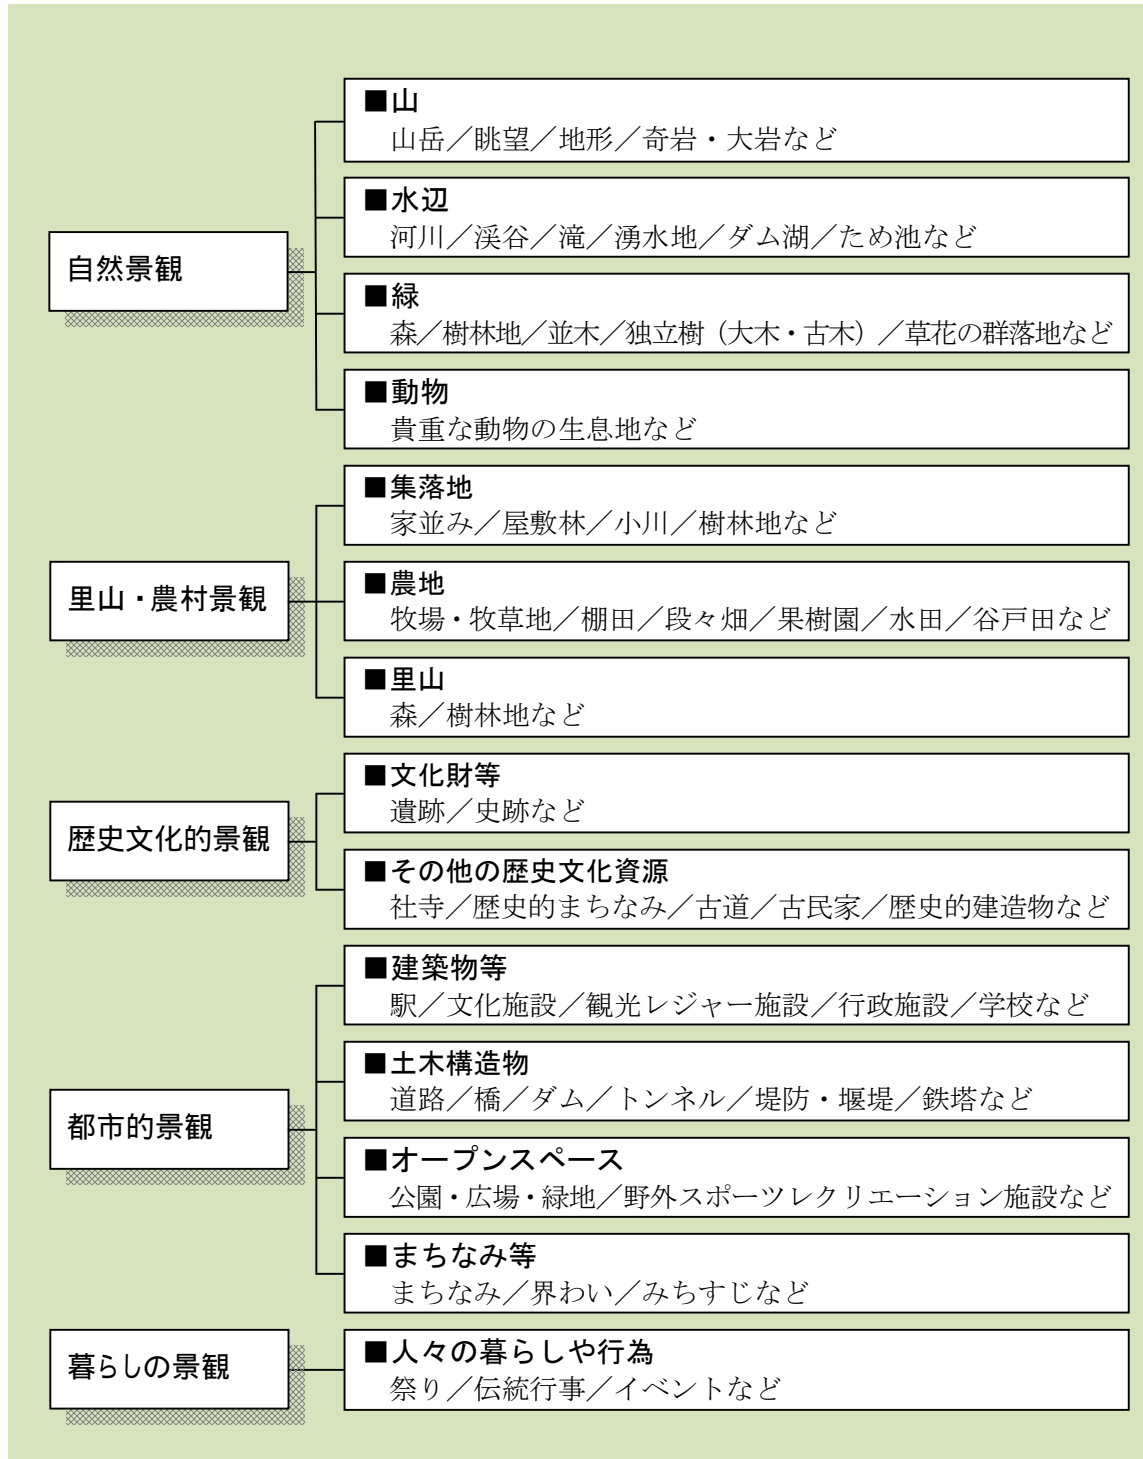 自然景観
■山
山岳／眺望／地形／奇岩・大岩など
■水辺
河川／渓谷／滝／湧水地／ダム湖／ため池など
■緑
森／樹林地／並木／独立樹（大木・古木）／草花の群落地など
■動物
貴重な動物の生息地など
里山・農村景観
■集落地
家並み／屋敷林／小川／樹林地など
■農地
牧場・牧草地／棚田／段々畑／果樹園／水田／谷戸田など
■里山
森／樹林地など
歴史文化的景観
■文化財等
遺跡／史跡など
■その他の歴史文化資源
社寺／歴史的まちなみ／古道／古民家／歴史的建造物など
都市的景観
■建築物等
駅／文化施設／観光レジャー施設／行政施設／学校など
■土木構造物
道路／橋／ダム／トンネル／堤防・堰堤／鉄塔など
■オープンスペース
公園・広場・緑地／野外スポーツレクリエーション施設など
■まちなみ等
まちなみ／界わい／みちすじなど
暮らしの景観
■人々の暮らしや行為
祭り／伝統行事／イベントなど